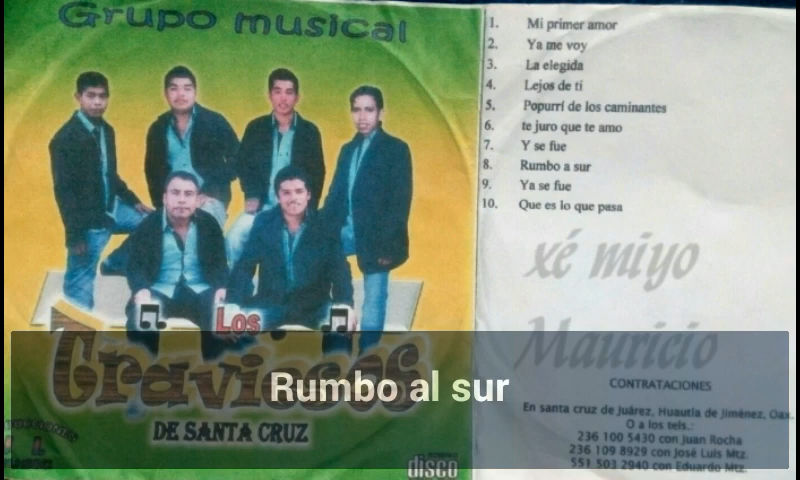 Grupo musical
Los
Traviesos
DE SANTA CRUZ
disco
1. Mi primer amor
2. Ya me voy
3. La elegida
4. Lejos de ti
5. Popurrí de los caminantes
6. te juro que te amo
7. Y se fue
8. Rumbo a sur
9. Ya se fue
10. Que es lo que pasa
xé miyo
Mauricio
CONTRATACIONES
En santa cruz de Juárez, Huautla de Jiménez, Oax.
O a los tels.:
236 100 5430 con Juan Rocha
236 109 8929 con José Luis Mtz.
551 503 2940 con Eduardo Mtz.
Rumbo al sur